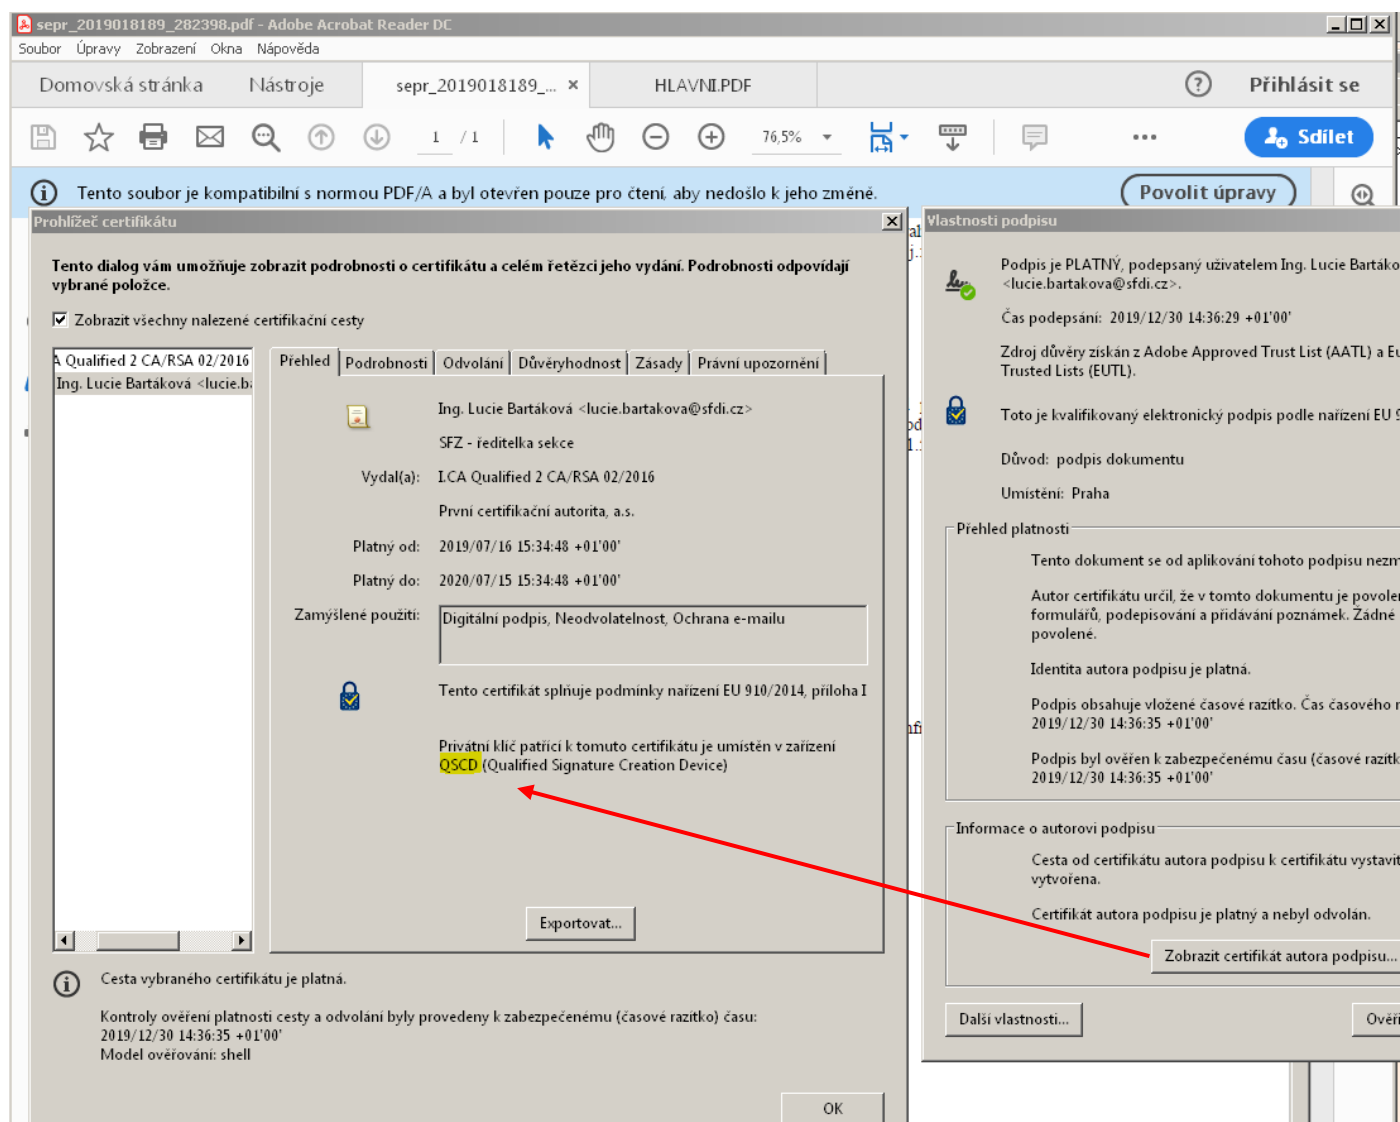 sepr_2019018189_282398.pdf - Adobe Acrobat Reader DC
Soubor Úpravy Zobrazení Okna Nápověda
Domovská stránka Nástroje sepr_2019018189_... × HLAVNI.PDF Přihlásit se
1 / 1 76,5% Sdílet
Tento soubor je kompatibilní s normou PDF/A a byl otevřen pouze pro čtení, aby nedošlo k jeho změně. Povolit úpravy
Prohlížeč certifikátu
Tento dialog vám umožňuje zobrazit podrobnosti o certifikátu a celém řetězci jeho vydání. Podrobnosti odpovídají
vybrané položce.
Zobrazit všechny nalezené certifikační cesty
A Qualified 2 CA/RSA 02/2016
Ing. Lucie Bartáková <lucie.b
Přehled Podrobnosti Odvolání Důvěryhodnost Zásady Právní upozornění
Ing. Lucie Bartáková <lucie.bartakova@sfdi.cz>
SFZ - ředitelka sekce
Vydal(a): I.CA Qualified 2 CA/RSA 02/2016
První certifikační autorita, a.s.
Platný od: 2019/07/16 15:34:48 +01'00'
Platný do: 2020/07/15 15:34:48 +01'00'
Zamýšlené použití: Digitální podpis, Neodvolatelnost, Ochrana e-mailu
Tento certifikát splňuje podmínky nařízení EU 910/2014, příloha I
Privátní klíč patřící k tomuto certifikátu je umístěn v zařízení
QSCD (Qualified Signature Creation Device)
Exportovat...
Cesta vybraného certifikátu je platná.
Kontroly ověření platnosti cesty a odvolání byly provedeny k zabezpečenému (časové razítko) času:
2019/12/30 14:36:35 +01'00'
Model ověřování: shell
OK
Vlastnosti podpisu
Podpis je PLATNÝ, podepsaný uživatelem Ing. Lucie Bartáko
<lucie.bartakova@sfdi.cz>.
Čas podepsání: 2019/12/30 14:36:29 +01'00'
Zdroj důvěry získán z Adobe Approved Trust List (AATL) a Eu
Trusted Lists (EUTL).
Toto je kvalifikovaný elektronický podpis podle nařízení EU 9
Důvod: podpis dokumentu
Umístění: Praha
Přehled platnosti
Tento dokument se od aplikování tohoto podpisu nezm
Autor certifikátu určil, že v tomto dokumentu je povolen
formulářů, podepisování a přidávání poznámek. Žádné
povolené.
Identita autora podpisu je platná.
Podpis obsahuje vložené časové razítko. Čas časového r
2019/12/30 14:36:35 +01'00'
Podpis byl ověřen k zabezpečenému času (časové razítk
2019/12/30 14:36:35 +01'00'
Informace o autorovi podpisu
Cesta od certifikátu autora podpisu k certifikátu vystavit
vytvořena.
Certifikát autora podpisu je platný a nebyl odvolán.
Zobrazit certifikát autora podpisu...
Další vlastnosti... Ověři